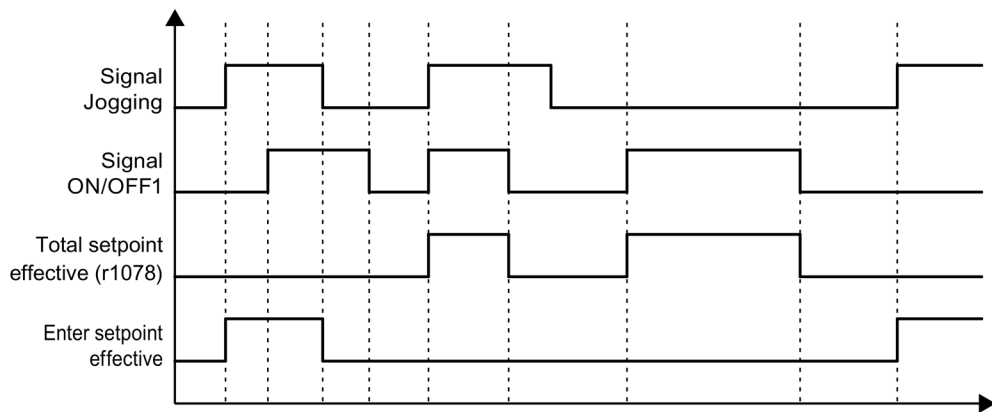 Signal
Jogging
Signal
ON/OFF1
Total setpoint
effective (r1078)
Enter setpoint
effective